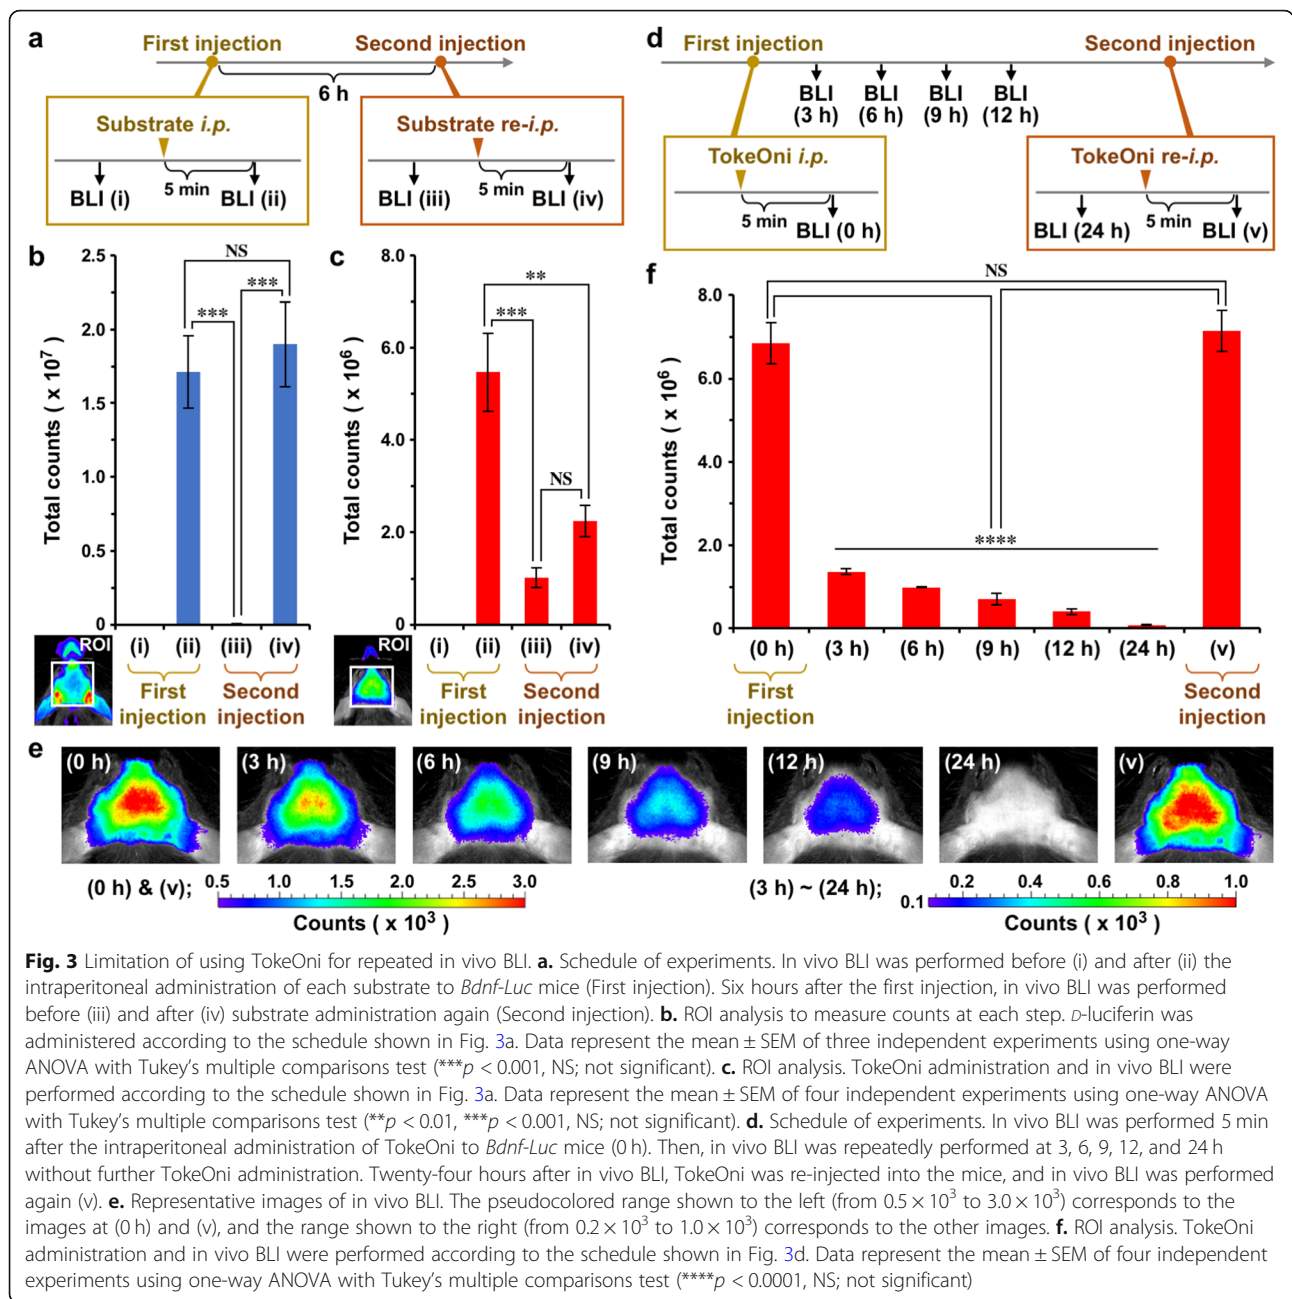 a
First injection
Second injection
6 h
Substrate i.p.
5 min
BLI (i)
BLI (ii)
Substrate re-i.p.
5 min
BLI (iii)
BLI (iv)
d
First injection
Second injection
BLI
(3 h)
BLI
(6 h)
BLI
(9 h)
BLI
(12 h)
TokeOni i.p.
5 min
BLI (0 h)
TokeOni re-i.p.
5 min
BLI (24 h)
BLI (v)
b
Total counts ( x 10⁷)
2.5
2.0
1.5
1.0
0.5
0
NS
***
***
ROI
(i)
(ii)
(iii)
(iv)
First
injection
Second
injection
c
Total counts ( x 10⁶)
8.0
6.0
4.0
2.0
0
**
***
NS
ROI
(i)
(ii)
(iii)
(iv)
First
injection
Second
injection
f
Total counts ( x 10⁶)
8.0
6.0
4.0
2.0
0
NS
****
(0 h)
(3 h)
(6 h)
(9 h)
(12 h)
(24 h)
(v)
First
injection
Second
injection
e
(0 h)
(3 h)
(6 h)
(9 h)
(12 h)
(24 h)
(v)
(0 h) & (v);
0.5 1.0 1.5 2.0 2.5 3.0
Counts ( x 10³ )
(3 h) ~ (24 h);
0.1
0.2 0.4 0.6 0.8 1.0
Counts ( x 10³ )
Fig. 3 Limitation of using TokeOni for repeated in vivo BLI. a. Schedule of experiments. In vivo BLI was performed before (i) and after (ii) the
intraperitoneal administration of each substrate to Bdnf-Luc mice (First injection). Six hours after the first injection, in vivo BLI was performed
before (iii) and after (iv) substrate administration again (Second injection). b. ROI analysis to measure counts at each step. D-luciferin was
administered according to the schedule shown in Fig. 3a. Data represent the mean ± SEM of three independent experiments using one-way
ANOVA with Tukey's multiple comparisons test (***p < 0.001, NS; not significant). c. ROI analysis. TokeOni administration and in vivo BLI were
performed according to the schedule shown in Fig. 3a. Data represent the mean ± SEM of four independent experiments using one-way ANOVA
with Tukey's multiple comparisons test (**p < 0.01, ***p < 0.001, NS; not significant). d. Schedule of experiments. In vivo BLI was performed 5 min
after the intraperitoneal administration of TokeOni to Bdnf-Luc mice (0 h). Then, in vivo BLI was repeatedly performed at 3, 6, 9, 12, and 24 h
without further TokeOni administration. Twenty-four hours after in vivo BLI, TokeOni was re-injected into the mice, and in vivo BLI was performed
again (v). e. Representative images of in vivo BLI. The pseudocolored range shown to the left (from 0.5 × 10³ to 3.0 × 10³) corresponds to the
images at (0 h) and (v), and the range shown to the right (from 0.2 × 10³ to 1.0 × 10³) corresponds to the other images. f. ROI analysis. TokeOni
administration and in vivo BLI were performed according to the schedule shown in Fig. 3d. Data represent the mean ± SEM of four independent
experiments using one-way ANOVA with Tukey's multiple comparisons test (****p < 0.0001, NS; not significant)